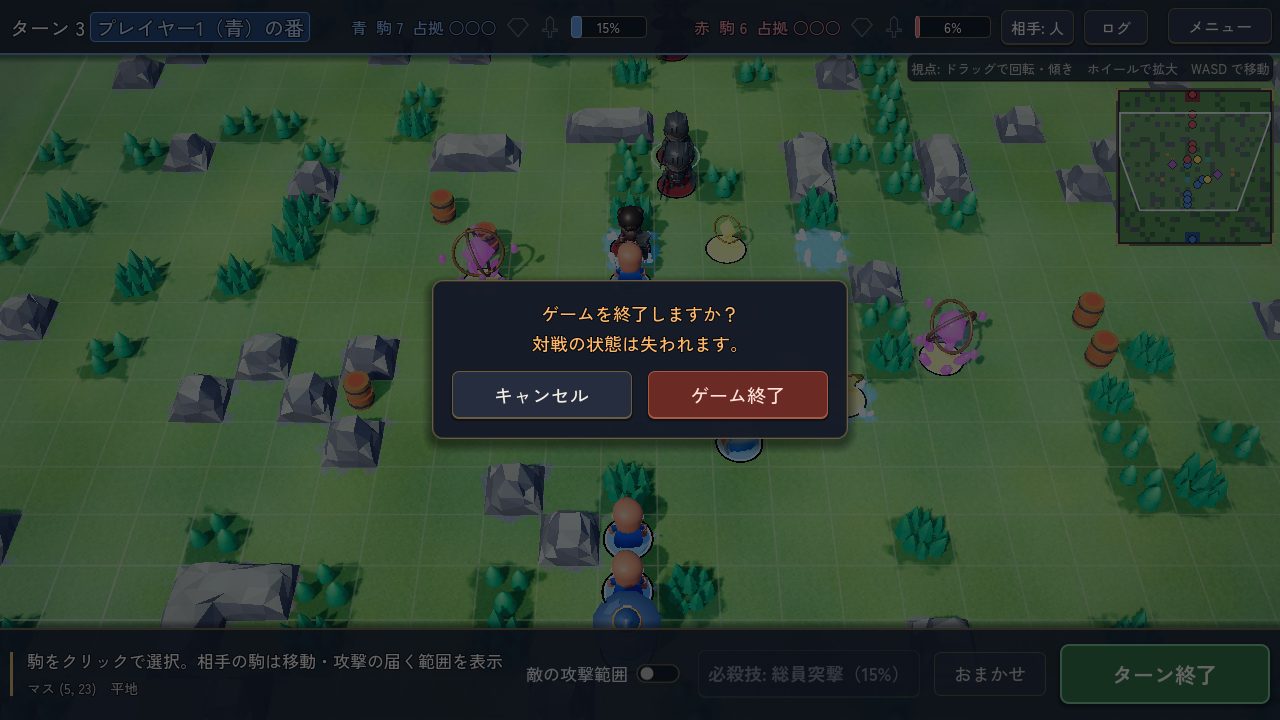 ターン 3 プレイヤー1（青）の番 青 駒 7 占拠 〇〇〇 15% 赤 駒 6 占拠 〇〇〇 6% 相手: 人 ログ メニュー
視点: ドラッグで回転・傾き ホイールで拡大 WASD で移動
ゲームを終了しますか？
対戦の状態は失われます。
キャンセル ゲーム終了
駒をクリックで選択。相手の駒は移動・攻撃の届く範囲を表示
マス (5, 23) 平地
敵の攻撃範囲 必殺技: 総員突撃（15%） おまかせ ターン終了